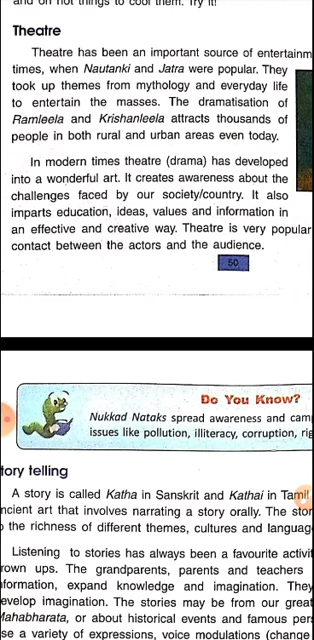 and on hot things to cool them. Try it!
Theatre
Theatre has been an important source of entertainm
times, when Nautanki and Jatra were popular. They
took up themes from mythology and everyday life
to entertain the masses. The dramatisation of
Ramleela and Krishanleela attracts thousands of
people in both rural and urban areas even today.
In modern times theatre (drama) has developed
into a wonderful art. It creates awareness about the
challenges faced by our society/country. It also
imparts education, ideas, values and information in
an effective and creative way. Theatre is very popular
contact between the actors and the audience.
50
Do You Know?
Nukkad Nataks spread awareness and cam
issues like pollution, illiteracy, corruption, rig
tory telling
A story is called Katha in Sanskrit and Kathai in Tamil
ncient art that involves narrating a story orally. The stor
o the richness of different themes, cultures and languag
Listening to stories has always been a favourite activi
rown ups. The grandparents, parents and teachers
nformation, expand knowledge and imagination. They
evelop imagination. The stories may be from our great
Mahabharata, or about historical events and famous per
se a variety of expressions, voice modulations (change